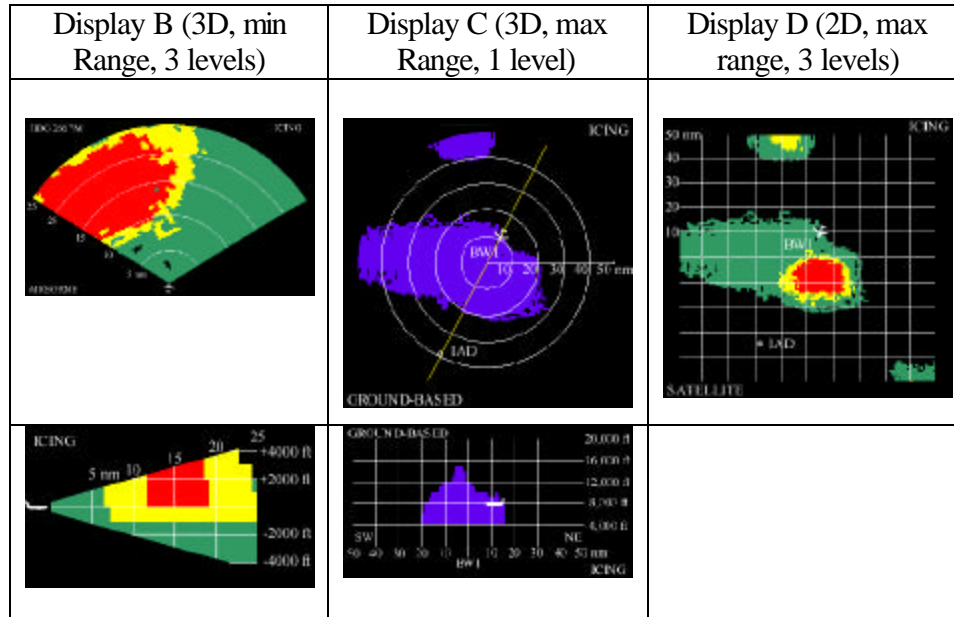 Display B (3D, min
Range, 3 levels)
Display C (3D, max
Range, 1 level)
Display D (2D, max
range, 3 levels)
ICING
25
25
15
10
5 nm
ICING
BWI
10 20 30 40 50 nm
IAD
GROUND-BASED
ICING
50 nm
40
30
20
10
BWI
IAD
SATELLITE
ICING
5 nm
10
15
20
25
+4000 ft
+2000 ft
-2000 ft
-4000 ft
GROUND-BASED
20,000 ft
16,000 ft
12,000 ft
8,000 ft
4,000 ft
SW
NE
50 40 30 20 10 10 20 30 40 50 nm
BWI
ICING